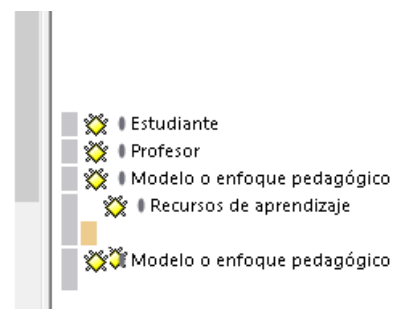 Estudiante
Profesor
Modelo o enfoque pedagógico
Recursos de aprendizaje
Modelo o enfoque pedagógico